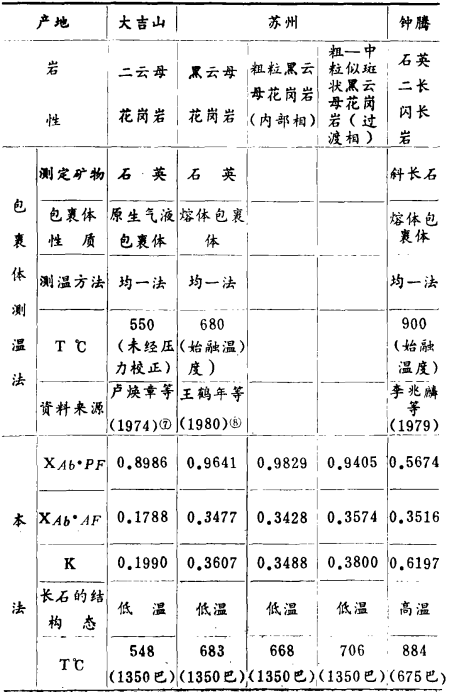 产地 大吉山 苏州 钟腾
岩性 二云母花岗岩 黑云母花岗岩 粗粒黑云母花岗岩(内部相) 粗—中粒似斑状黑云母花岗岩(过渡相) 石英二长闪长岩
包裹体测温法
测定矿物 石英 石英 斜长石
包裹体性质 原生气液包裹体 熔体包裹体 熔体包裹体
测温方法 均一法 均一法 均一法
T℃ 550(未经压力校正) 680(始融温度) 900(始融温度)
资料来源 卢焕章等(1974)⑦ 王鹤年等(1980)⑧ 李兆麟等(1979)
本法
XAb·PF 0.8986 0.9641 0.9829 0.9405 0.5674
XAb·AF 0.1788 0.3477 0.3428 0.3574 0.3516
K 0.1990 0.3607 0.3488 0.3800 0.6197
长石的结构态 低温 低温 低温 低温 高温
T℃ 548(1350巴) 683(1350巴) 668(1350巴) 706(1350巴) 884(675巴)